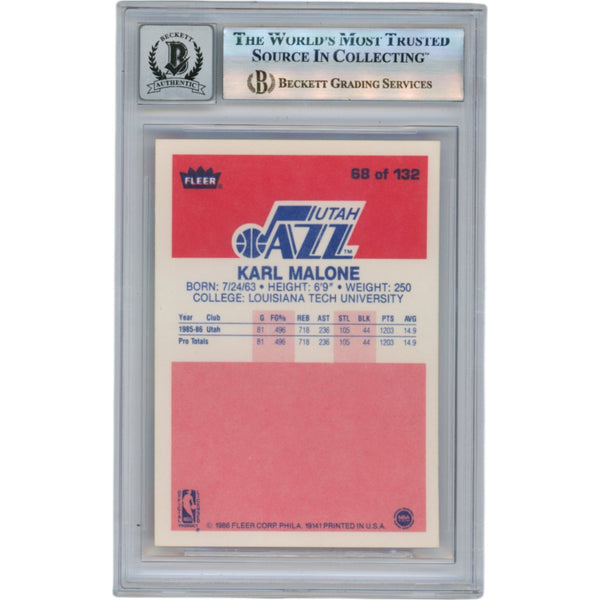 BECKETT
B
AUTHENTIC
THE WORLD'S MOST TRUSTED
SOURCE IN COLLECTING™
B BECKETT GRADING SERVICES
FLEER
68 of 132
UTAH
JAZZ™
KARL MALONE
BORN: 7/24/63 • HEIGHT: 6'9" • WEIGHT: 250
COLLEGE: LOUISIANA TECH UNIVERSITY
Year Club G FG% REB AST STL BLK PTS AVG
1985-86 Utah 81 .496 718 236 105 44 1203 14.9
Pro Totals 81 .496 718 236 105 44 1203 14.9
NBA
© 1986 FLEER CORP. PHILA. 19141 PRINTED IN U.S.A.